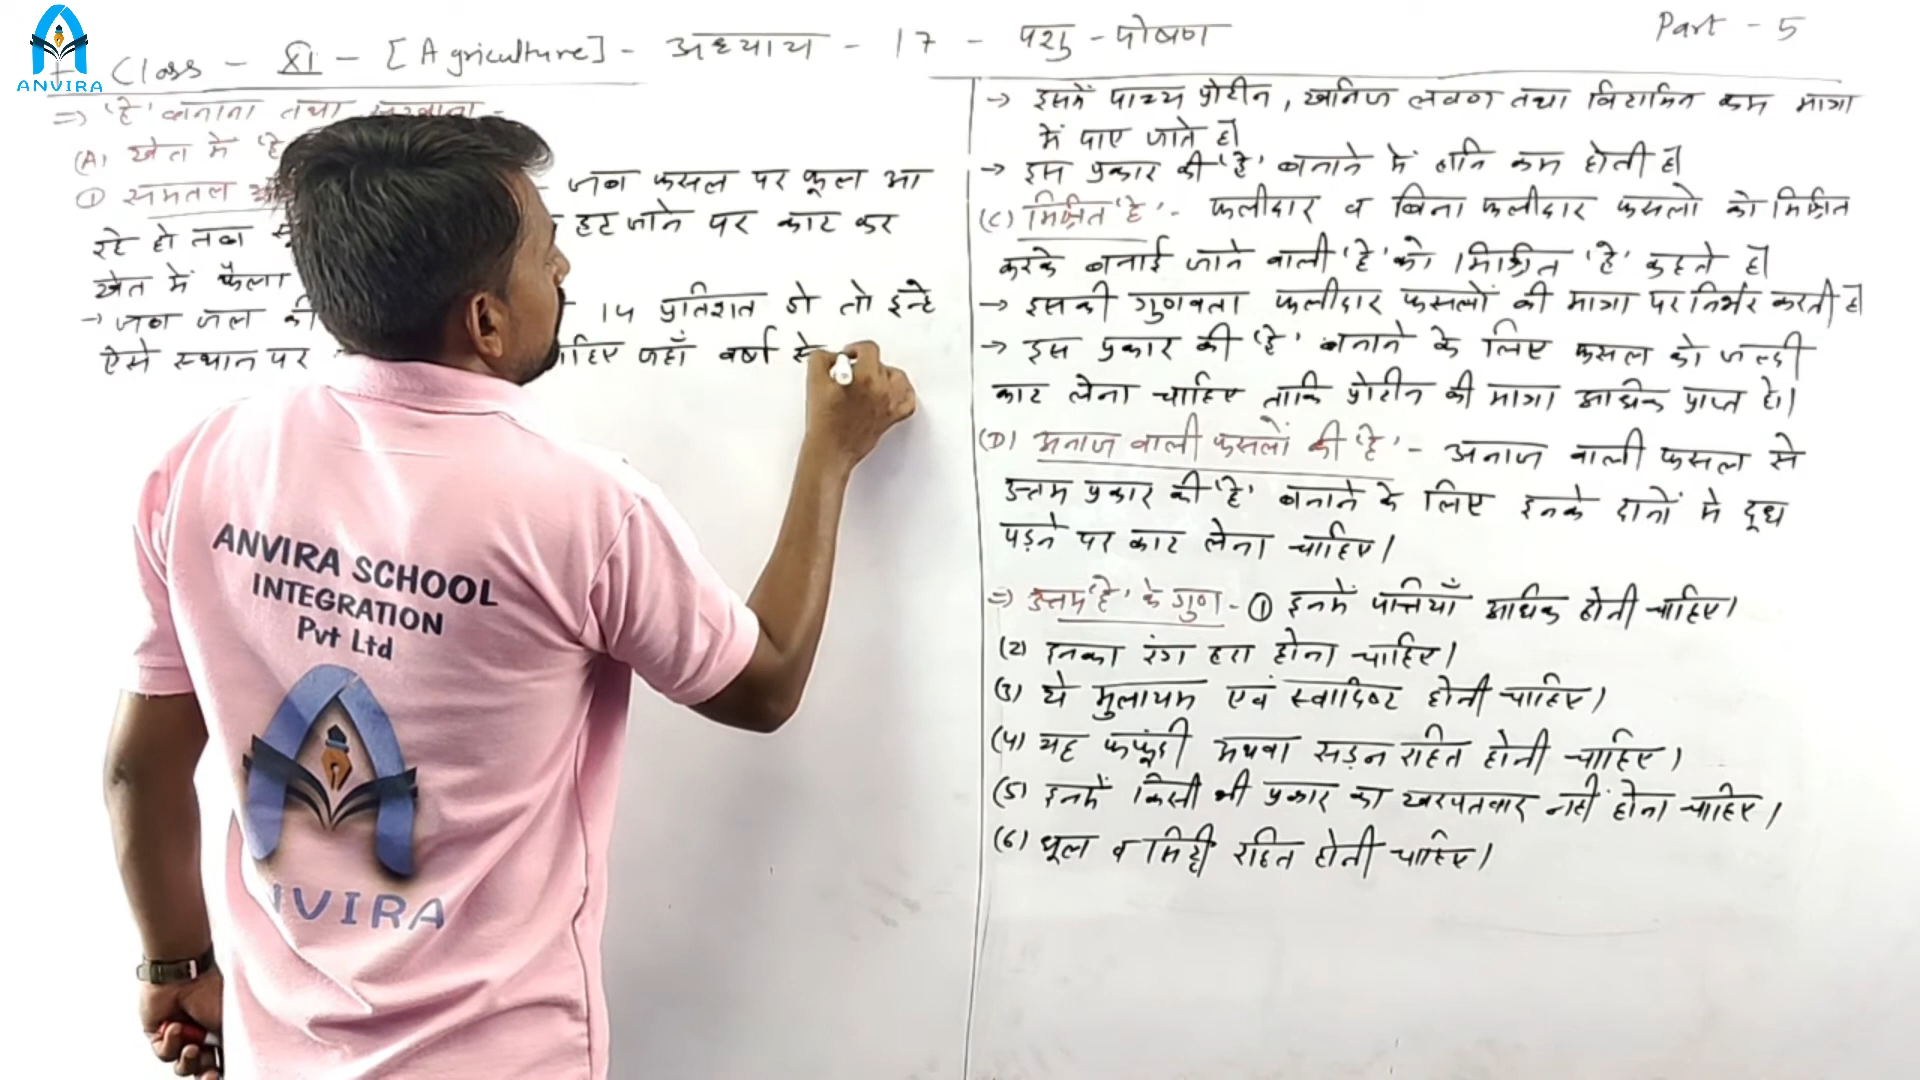 ANVIRA
Class - XI - [Agriculture] - अध्याय - 17 - पशु - पोषण
Part - 5
=> 'है' बनाना तथा
(A) खेत में 'है
① समतल
जब फसल पर फूल आ
रहे हो तब
हट जाने पर काट कर
खेत में फैला
→ जब जल की
14 प्रतिशत हो तो इन्हे
ऐसे स्थान पर
चाहिए जहाँ वर्षा से
→ इसमें पाच्य प्रोटीन, खनिज लवण तथा विटामिन कम मात्रा
में पाए जाते है।
→ इस प्रकार की 'है' बनाने में हानि कम होती है।
(C) मिश्रित 'है' - फलीदार व बिना फलीदार फसलो को मिश्रित
करके बनाई जाने वाली 'है' को मिश्रित 'है' कहते है।
→ इसकी गुणवता फलीदार फसलों की मात्रा पर निर्भर करती है।
→ इस प्रकार की 'है' बनाने के लिए फसल को जल्दी
काट लेना चाहिए ताकि प्रोटीन की मात्रा अधिक प्राप्त हो।
(D) अनाज वाली फसलों की 'है' - अनाज वाली फसल से
उत्तम प्रकार की 'है' बनाने के लिए इनके दानों मे दूध
पड़ने पर काट लेना चाहिए।
=> उत्तम 'है' के गुण - ① इनमें पत्तियाँ अधिक होनी चाहिए।
(2) इनका रंग हरा होना चाहिए।
(3) ये मुलायम एवं स्वादिष्ट होनी चाहिए।
(4) यह फफूंदी अथवा सड़न रहित होनी चाहिए।
(5) इनमें किसी भी प्रकार का खरपतवार नहीं होना चाहिए।
(6) धूल व मिट्टी रहित होनी चाहिए।
ANVIRA SCHOOL
INTEGRATION
Pvt Ltd
NVIRA